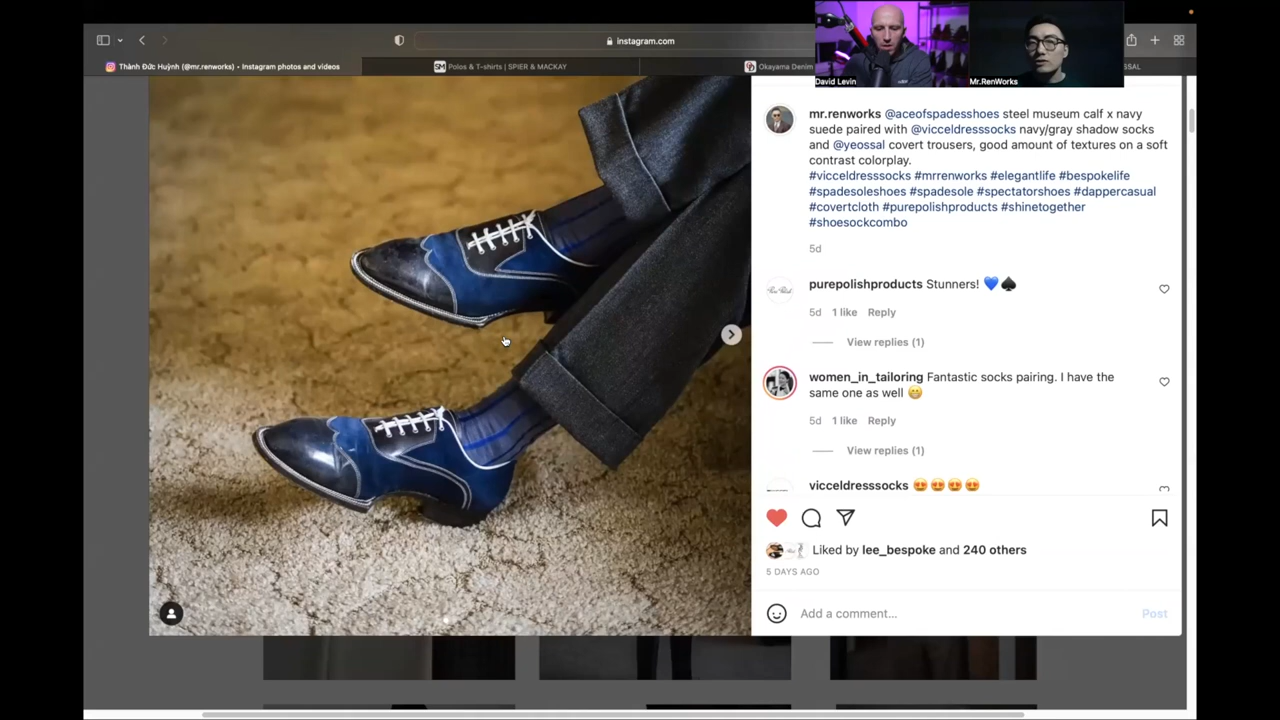 instagram.com
Thành Đức Huỳnh (@mr.renworks) • Instagram photos and videos
SM Polos & T-shirts | SPIER & MACKAY
Okayama Denim
SSAL
David Levin
Mr.RenWorks
mr.renworks @aceofspadesshoes steel museum calf x navy
suede paired with @vicceldresssocks navy/gray shadow socks
and @yeossal covert trousers, good amount of textures on a soft
contrast colorplay.
#vicceldresssocks #mrrenworks #elegantlife #bespokelife
#spadesoleshoes #spadesole #spectatorshoes #dappercasual
#covertcloth #purepolishproducts #shinetogether
#shoesockcombo
5d
purepolishproducts Stunners! 💙♠️
5d 1 like Reply
View replies (1)
women_in_tailoring Fantastic socks pairing. I have the
same one as well 😁
5d 1 like Reply
View replies (1)
vicceldresssocks 😍😍😍😍
Liked by lee_bespoke and 240 others
5 DAYS AGO
Add a comment...
Post